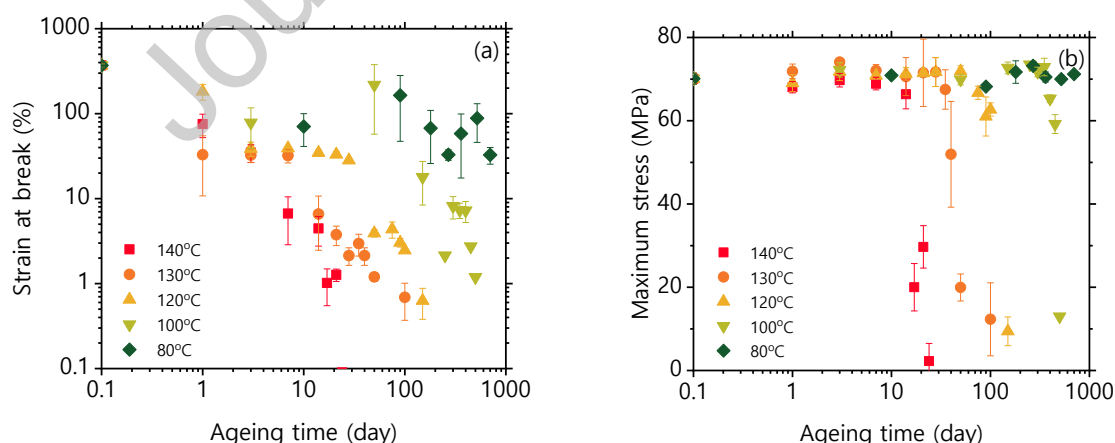 Jou
(a)
1000
100
10
1
0.1
Strain at break (%)
140ºC
130ºC
120ºC
100ºC
80ºC
0.1
1
10
100
1000
Ageing time (day)
(b)
80
60
40
20
0
Maximum stress (MPa)
140ºC
130ºC
120ºC
100ºC
80ºC
0.1
1
10
100
1000
Ageing time (day)